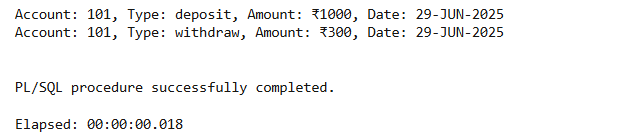 Account: 101, Type: deposit, Amount: ₹1000, Date: 29-JUN-2025
Account: 101, Type: withdraw, Amount: ₹300, Date: 29-JUN-2025
PL/SQL procedure successfully completed.
Elapsed: 00:00:00.018